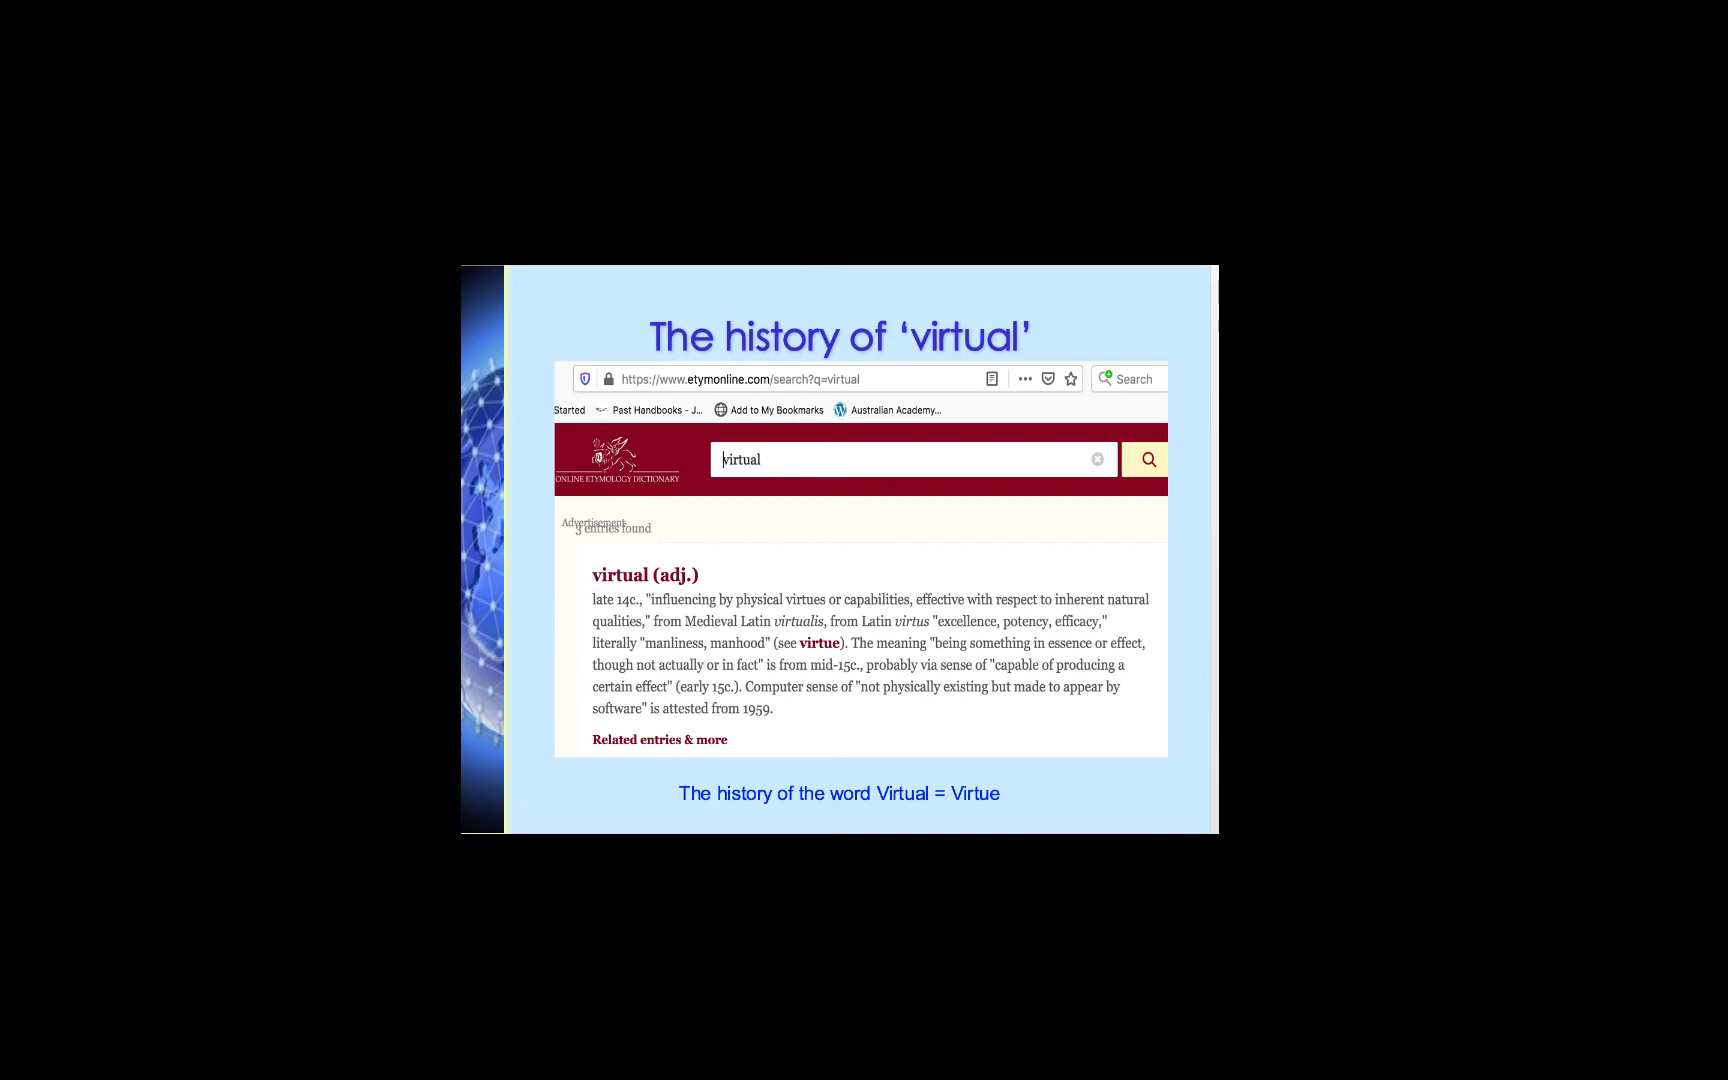 The history of ‘virtual’
https://www.etymonline.com/search?q=virtual
Search
Started Past Handbooks - J... Add to My Bookmarks Australian Academy...
ONLINE ETYMOLOGY DICTIONARY
virtual
Advertisement
3 entries found
virtual (adj.)
late 14c., "influencing by physical virtues or capabilities, effective with respect to inherent natural
qualities," from Medieval Latin virtualis, from Latin virtus "excellence, potency, efficacy,"
literally "manliness, manhood" (see virtue). The meaning "being something in essence or effect,
though not actually or in fact" is from mid-15c., probably via sense of "capable of producing a
certain effect" (early 15c.). Computer sense of "not physically existing but made to appear by
software" is attested from 1959.
Related entries & more
The history of the word Virtual = Virtue